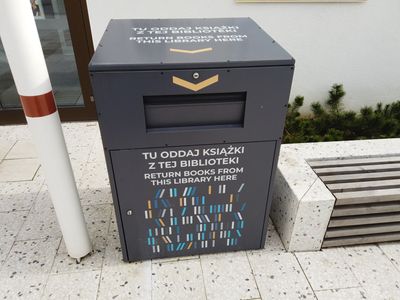 TU ODDAJ KSIĄŻKI
Z TEJ BIBLIOTEKI
RETURN BOOKS FROM
THIS LIBRARY HERE
TU ODDAJ KSIĄŻKI
Z TEJ BIBLIOTEKI
RETURN BOOKS FROM
THIS LIBRARY HERE